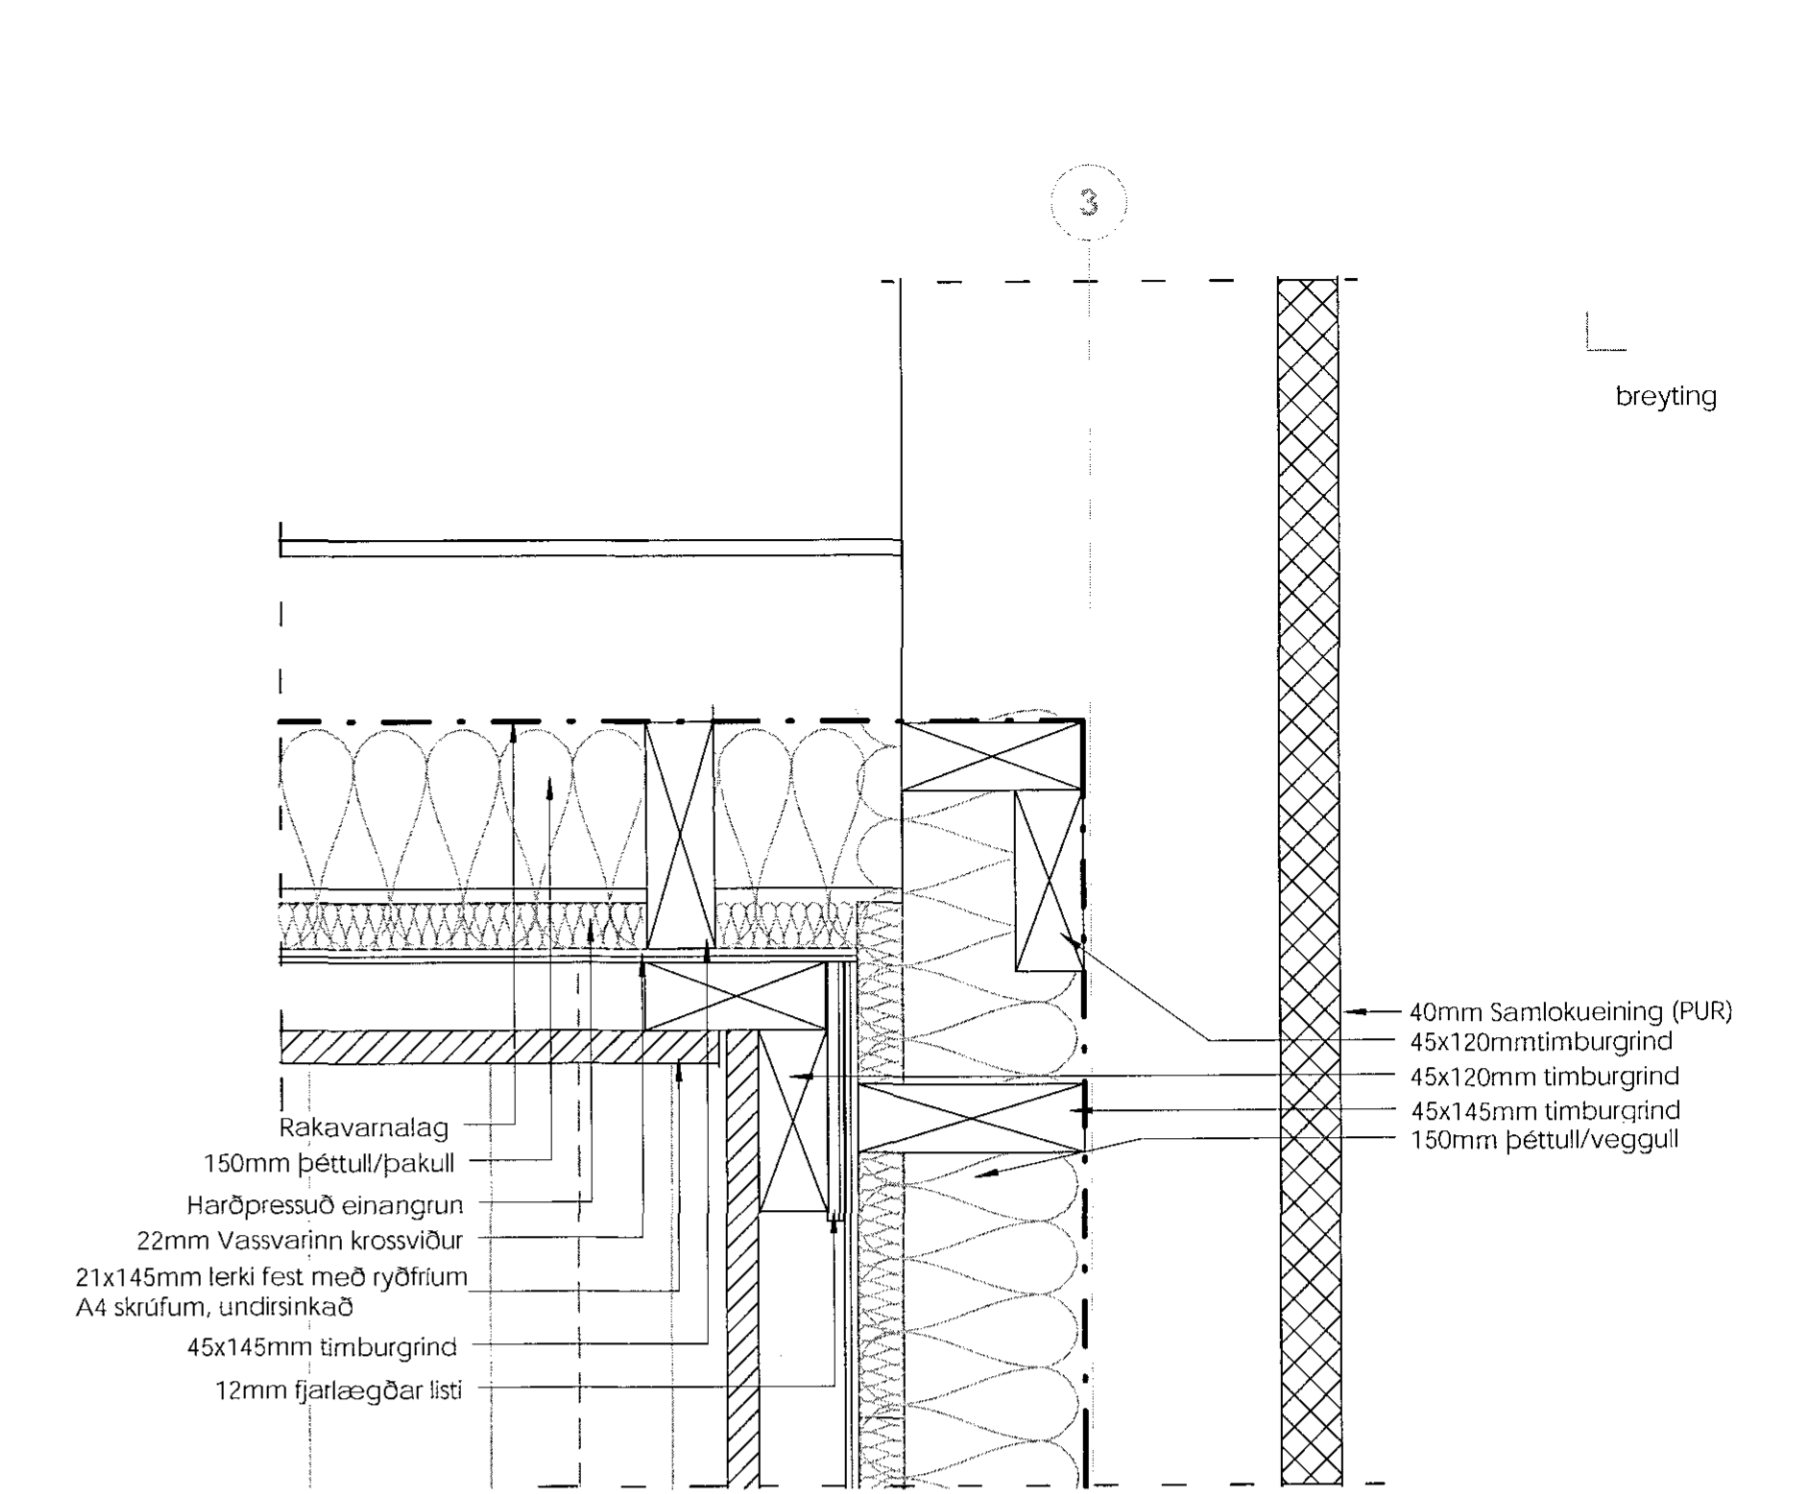 3
breyting
40mm Samlokueining (PUR)
45x120mmtimburgrind
45x120mm timburgrind
45x145mm timburgrind
150mm þéttull/veggull
Rakavarnalag
150mm þéttull/þakull
Harðpressuð einangrun
22mm Vassvarinn krossviður
21x145mm lerki fest með ryðfríum
A4 skrúfum, undirsinkað
45x145mm timburgrind
12mm fjarlægðar listi